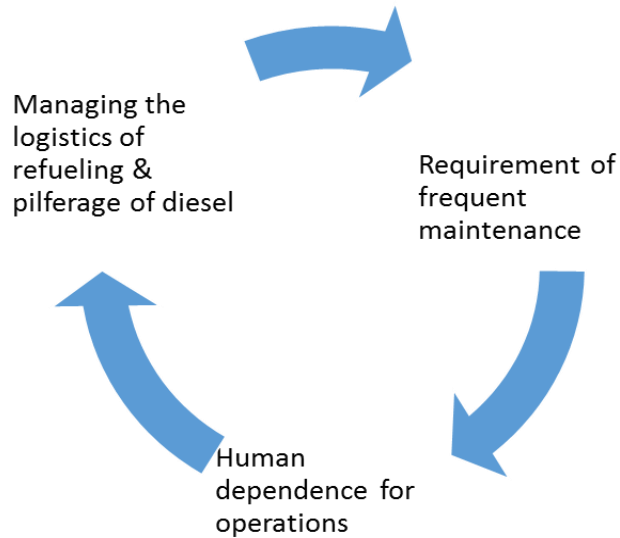 Managing the
logistics of
refueling &
pilferage of diesel
Requirement of
frequent
maintenance
Human
dependence for
operations